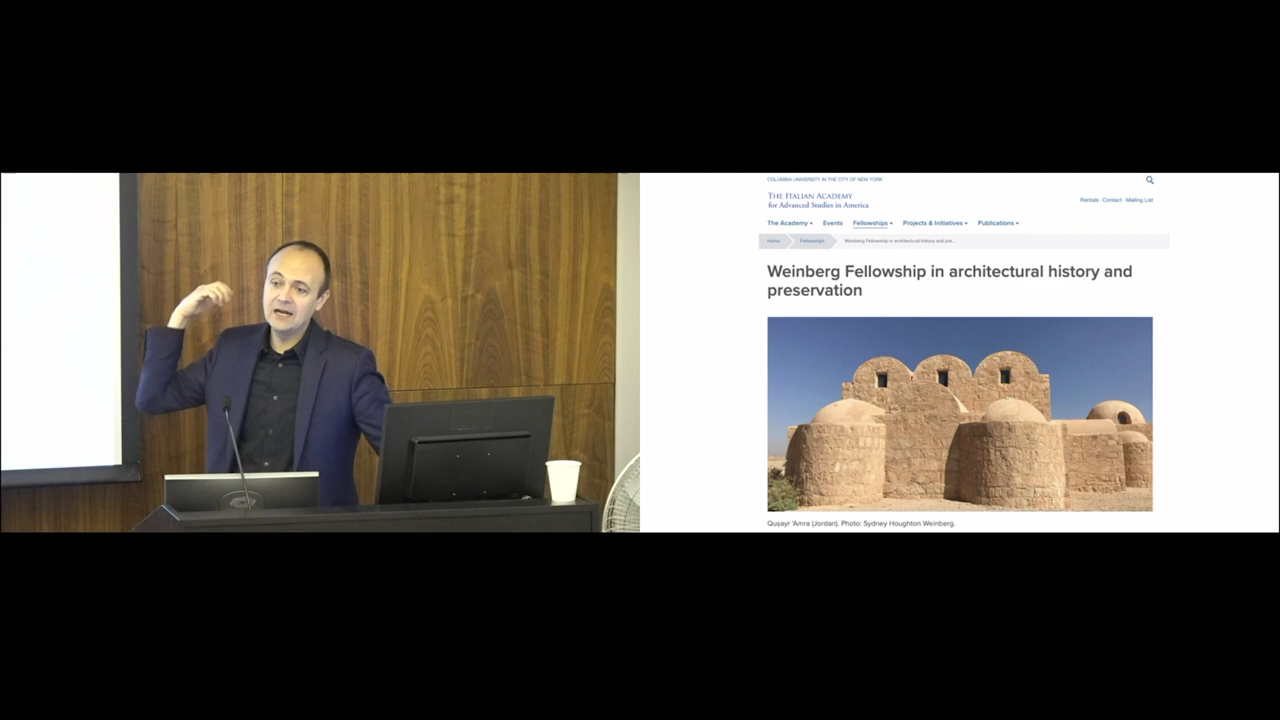 COLUMBIA UNIVERSITY IN THE CITY OF NEW YORK
THE ITALIAN ACADEMY
for Advanced Studies in America
Rentals · Contact · Mailing List
The Academy Events Fellowships Projects & Initiatives Publications
Home Fellowships Weinberg Fellowship in architectural history and pre...
Weinberg Fellowship in architectural history and
preservation
Quṣayr 'Amra (Jordan). Photo: Sydney Houghton Weinberg.